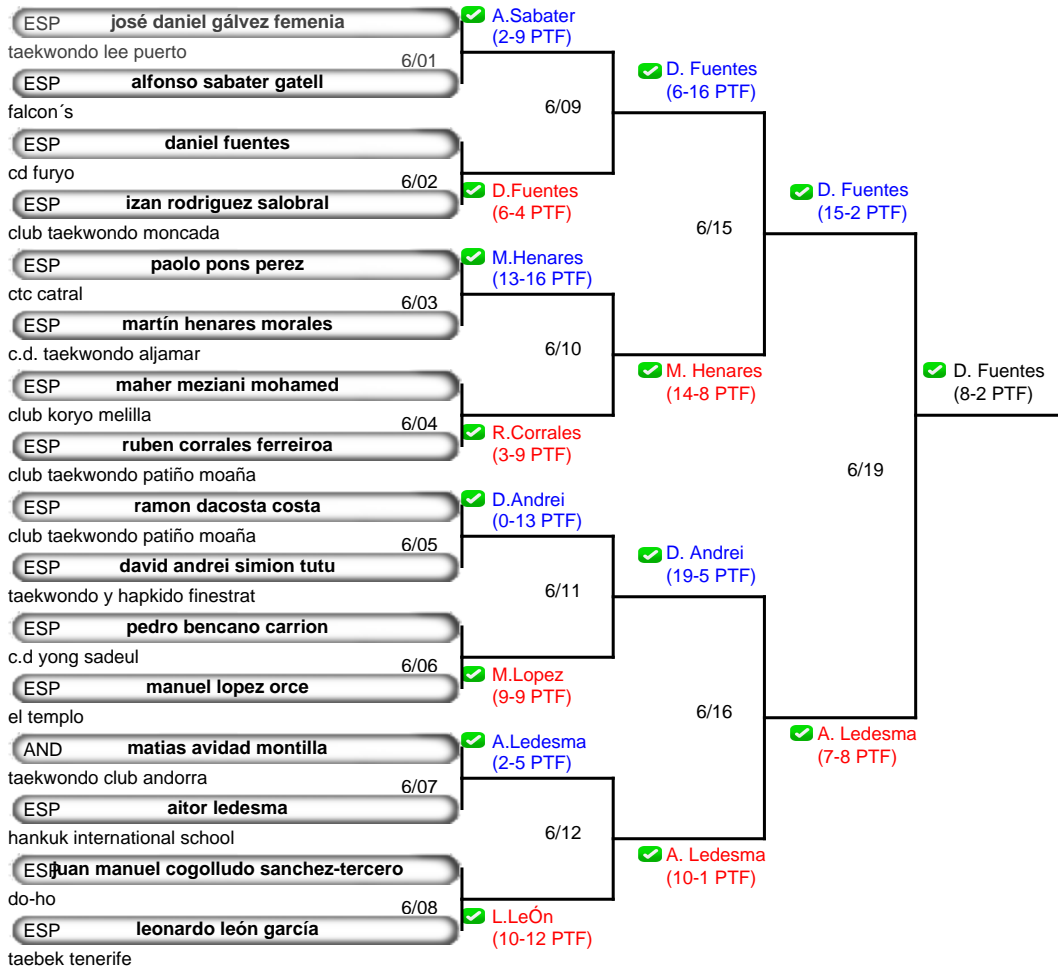 ESP josé daniel gálvez femenia
taekwondo lee puerto
6/01
ESP alfonso sabater gatell
falcon´s
ESP daniel fuentes
cd furyo
6/02
ESP izan rodriguez salobral
club taekwondo moncada
ESP paolo pons perez
ctc catral
6/03
ESP martín henares morales
c.d. taekwondo aljamar
ESP maher meziani mohamed
club koryo melilla
6/04
ESP ruben corrales ferreiroa
club taekwondo patiño moaña
ESP ramon dacosta costa
club taekwondo patiño moaña
6/05
ESP david andrei simion tutu
taekwondo y hapkido finestrat
ESP pedro bencano carrion
c.d yong sadeul
6/06
ESP manuel lopez orce
el templo
AND matias avidad montilla
taekwondo club andorra
6/07
ESP aitor ledesma
hankuk international school
ESP juan manuel cogolludo sanchez-tercero
do-ho
6/08
ESP leonardo león garcía
taebek tenerife
A.Sabater
(2-9 PTF)
6/09
D.Fuentes
(6-4 PTF)
M.Henares
(13-16 PTF)
6/10
R.Corrales
(3-9 PTF)
D.Andrei
(0-13 PTF)
6/11
M.Lopez
(9-9 PTF)
A.Ledesma
(2-5 PTF)
6/12
L.LeÓn
(10-12 PTF)
D. Fuentes
(6-16 PTF)
6/15
M. Henares
(14-8 PTF)
D. Andrei
(19-5 PTF)
6/16
A. Ledesma
(10-1 PTF)
D. Fuentes
(15-2 PTF)
6/19
A. Ledesma
(7-8 PTF)
D. Fuentes
(8-2 PTF)